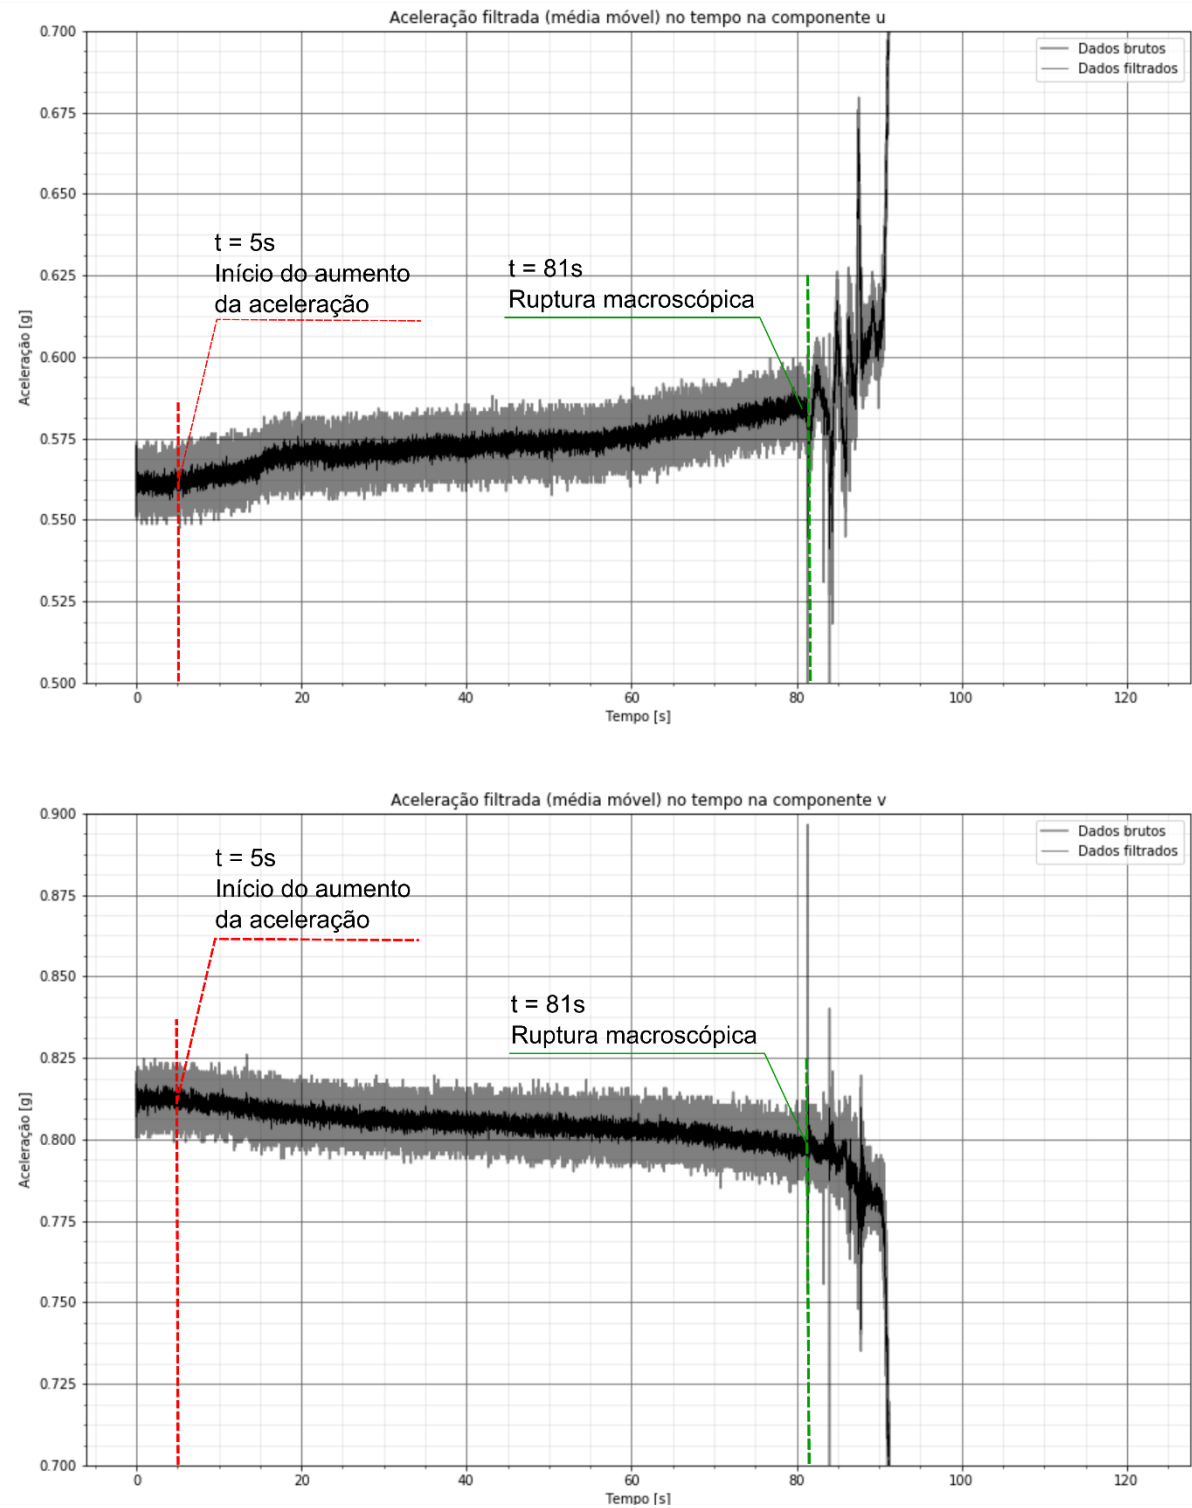 Aceleração filtrada (média móvel) no tempo na componente u
0.700
Dados brutos
Dados filtrados
0.675
0.650
t = 5s
Início do aumento
da aceleração
t = 81s
Ruptura macroscópica
0.625
0.600
0.575
0.550
0.525
0.500
Aceleração [g]
0 20 40 60 80 100 120
Tempo [s]
Aceleração filtrada (média móvel) no tempo na componente v
0.900
Dados brutos
Dados filtrados
t = 5s
Início do aumento
da aceleração
0.875
0.850
t = 81s
Ruptura macroscópica
0.825
0.800
0.775
0.750
0.725
0.700
Aceleração [g]
0 20 40 60 80 100 120
Tempo [s]